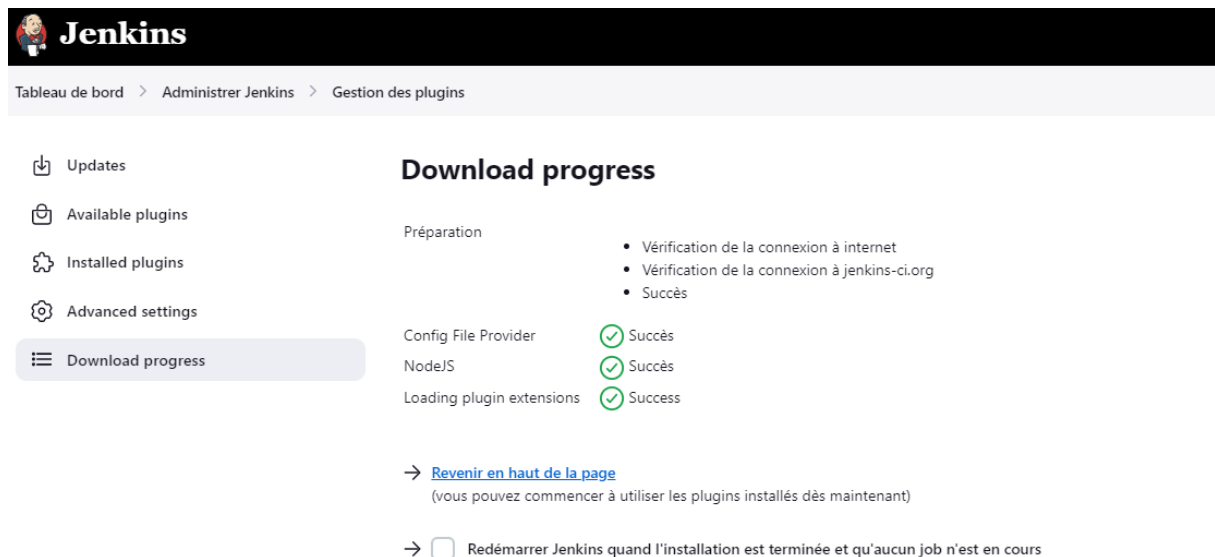 Jenkins
Tableau de bord > Administrer Jenkins > Gestion des plugins
Updates
Available plugins
Installed plugins
Advanced settings
Download progress
Download progress
Préparation
• Vérification de la connexion à internet
• Vérification de la connexion à jenkins-ci.org
• Succès
Config File Provider Succès
NodeJS Succès
Loading plugin extensions Success
→ Revenir en haut de la page
(vous pouvez commencer à utiliser les plugins installés dès maintenant)
→ Redémarrer Jenkins quand l'installation est terminée et qu'aucun job n'est en cours